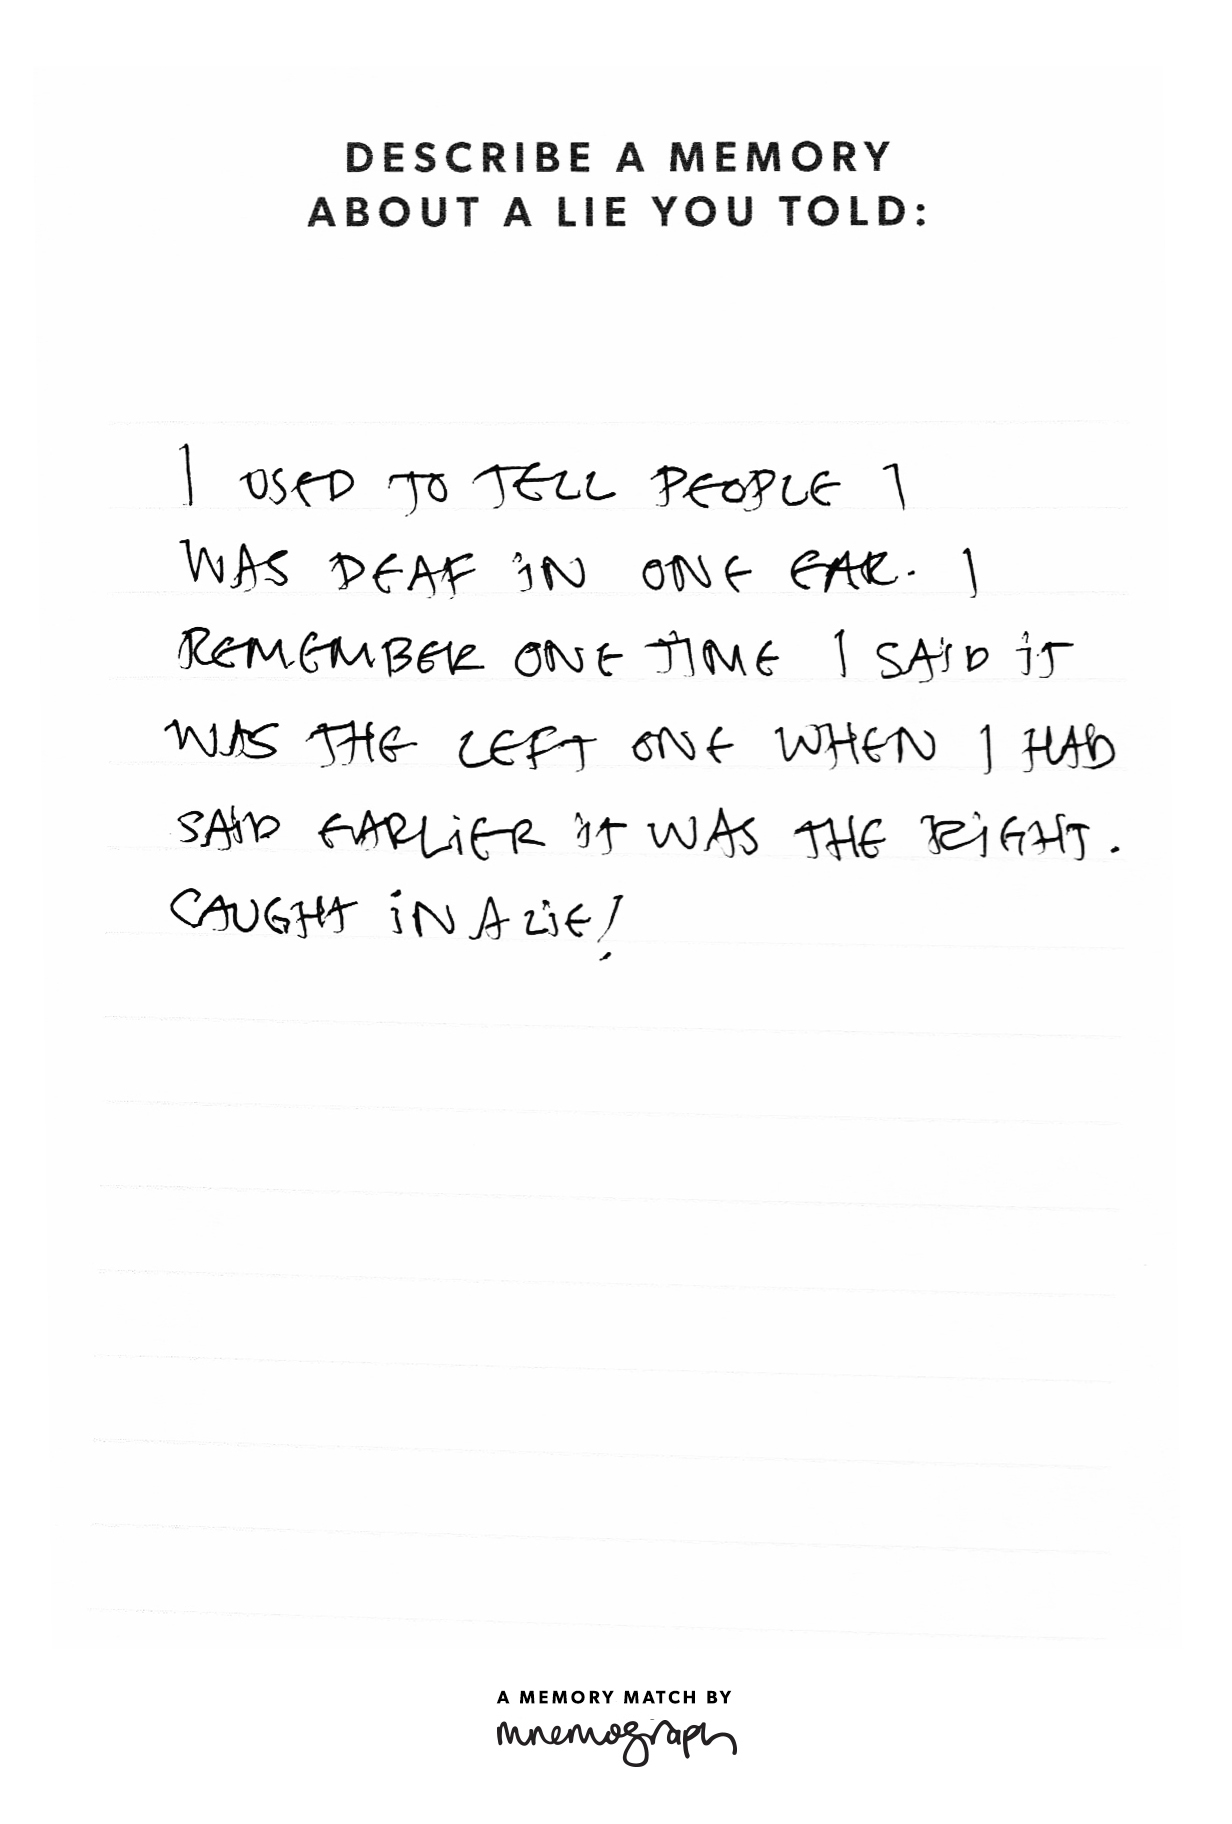 DESCRIBE A MEMORY
ABOUT A LIE YOU TOLD:
I USED TO TELL PEOPLE I
WAS DEAF IN ONE EAR. I
REMEMBER ONE TIME I SAID IT
WAS THE LEFT ONE WHEN I HAD
SAID EARLIER IT WAS THE RIGHT.
CAUGHT IN A LIE!
A MEMORY MATCH BY
mnemograph